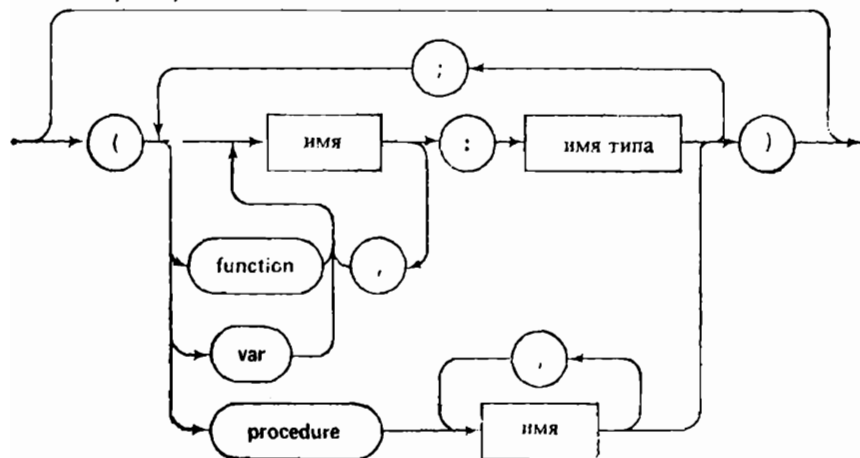 ;
( имя : имя типа )
function ,
var
,
procedure имя